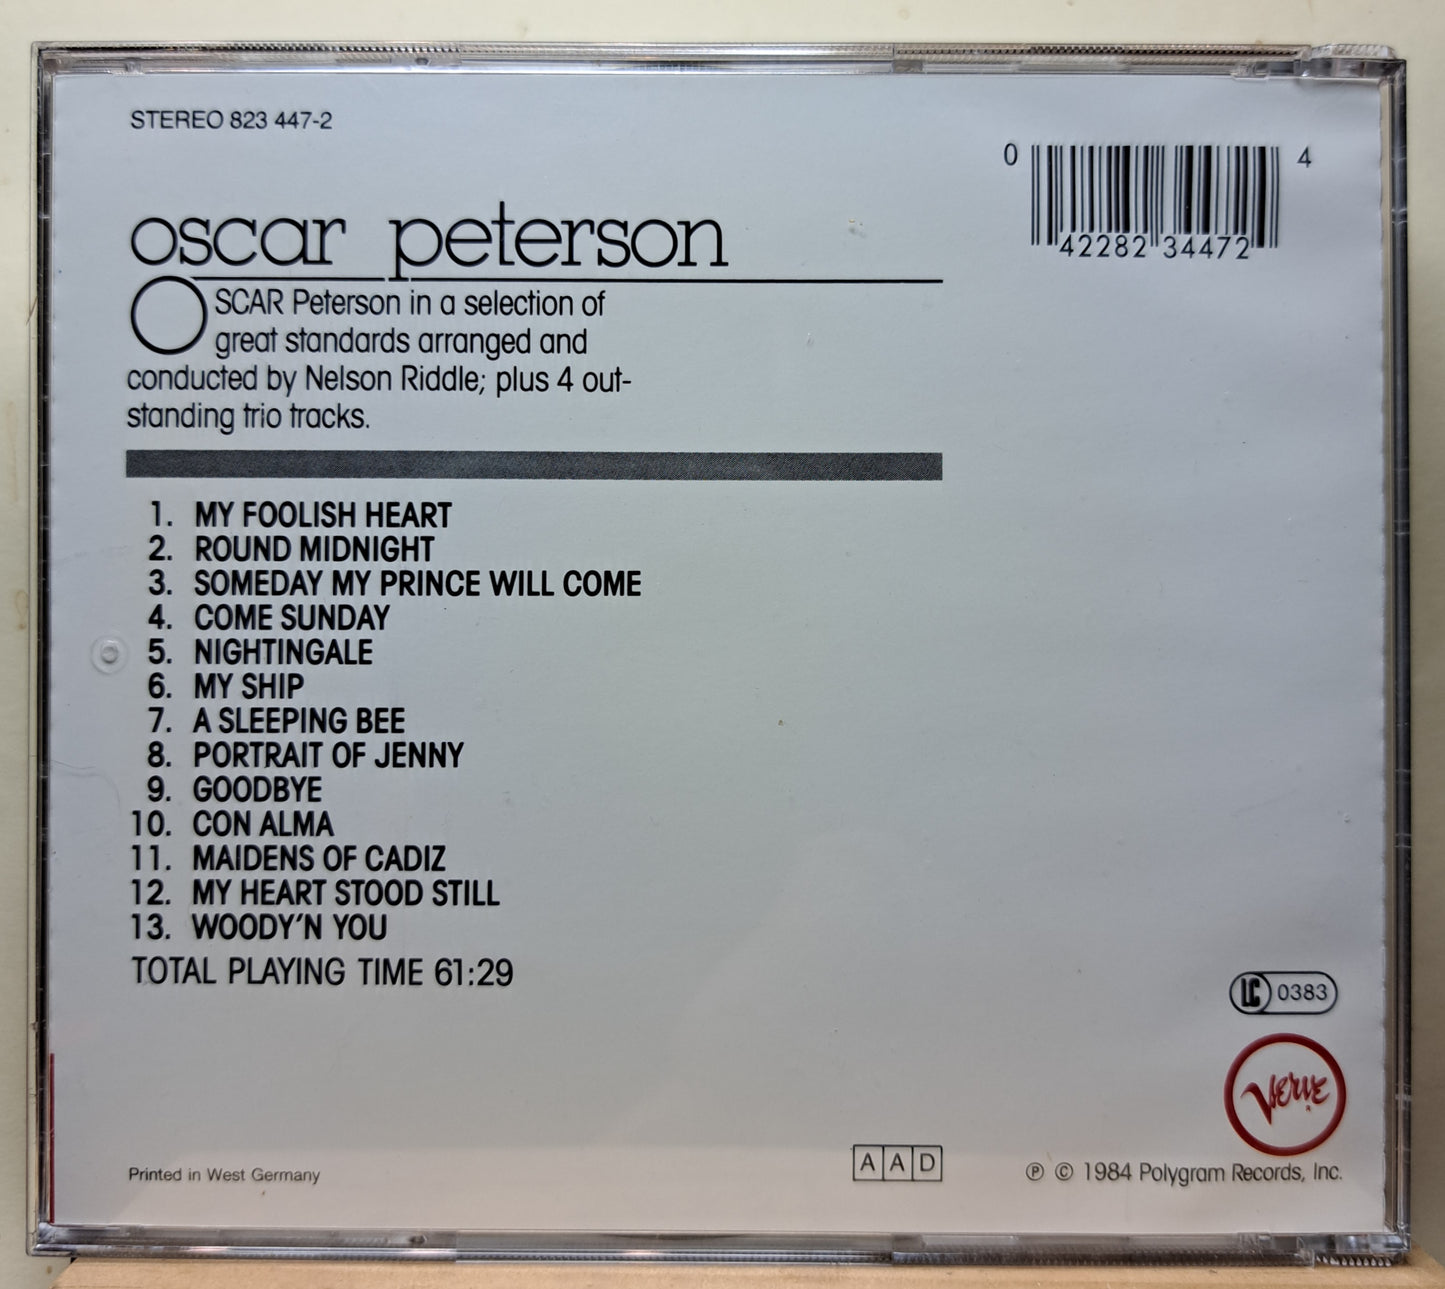 STEREO 823 447-2
0 42282 34472 4
oscar peterson
OSCAR Peterson in a selection of
great standards arranged and
conducted by Nelson Riddle; plus 4 out-
standing trio tracks.
1. MY FOOLISH HEART
2. ROUND MIDNIGHT
3. SOMEDAY MY PRINCE WILL COME
4. COME SUNDAY
5. NIGHTINGALE
6. MY SHIP
7. A SLEEPING BEE
8. PORTRAIT OF JENNY
9. GOODBYE
10. CON ALMA
11. MAIDENS OF CADIZ
12. MY HEART STOOD STILL
13. WOODY'N YOU
TOTAL PLAYING TIME 61:29
LC 0383
VERVE
Printed in West Germany
AAD
℗ © 1984 Polygram Records, Inc.